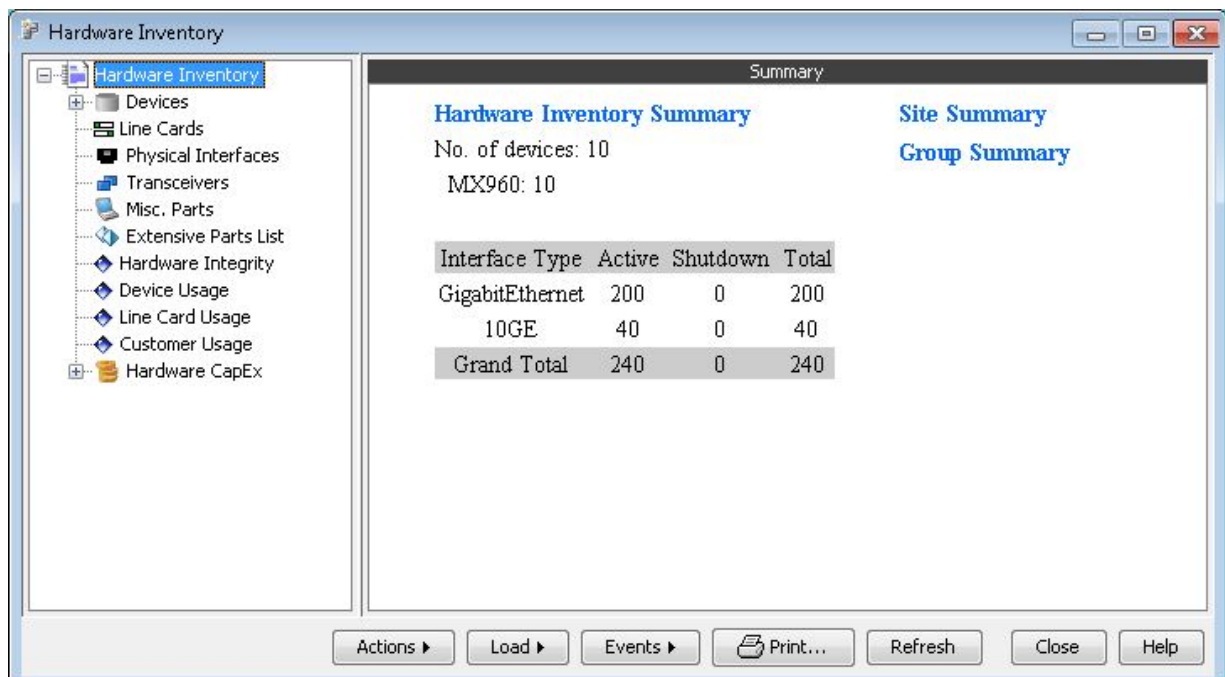 Hardware Inventory
Hardware Inventory
Devices
Line Cards
Physical Interfaces
Transceivers
Misc. Parts
Extensive Parts List
Hardware Integrity
Device Usage
Line Card Usage
Customer Usage
Hardware CapEx
Summary
Hardware Inventory Summary
No. of devices: 10
MX960: 10
Interface Type Active Shutdown Total
GigabitEthernet 200 0 200
10GE 40 0 40
Grand Total 240 0 240
Site Summary
Group Summary
Actions Load Events Print... Refresh Close Help